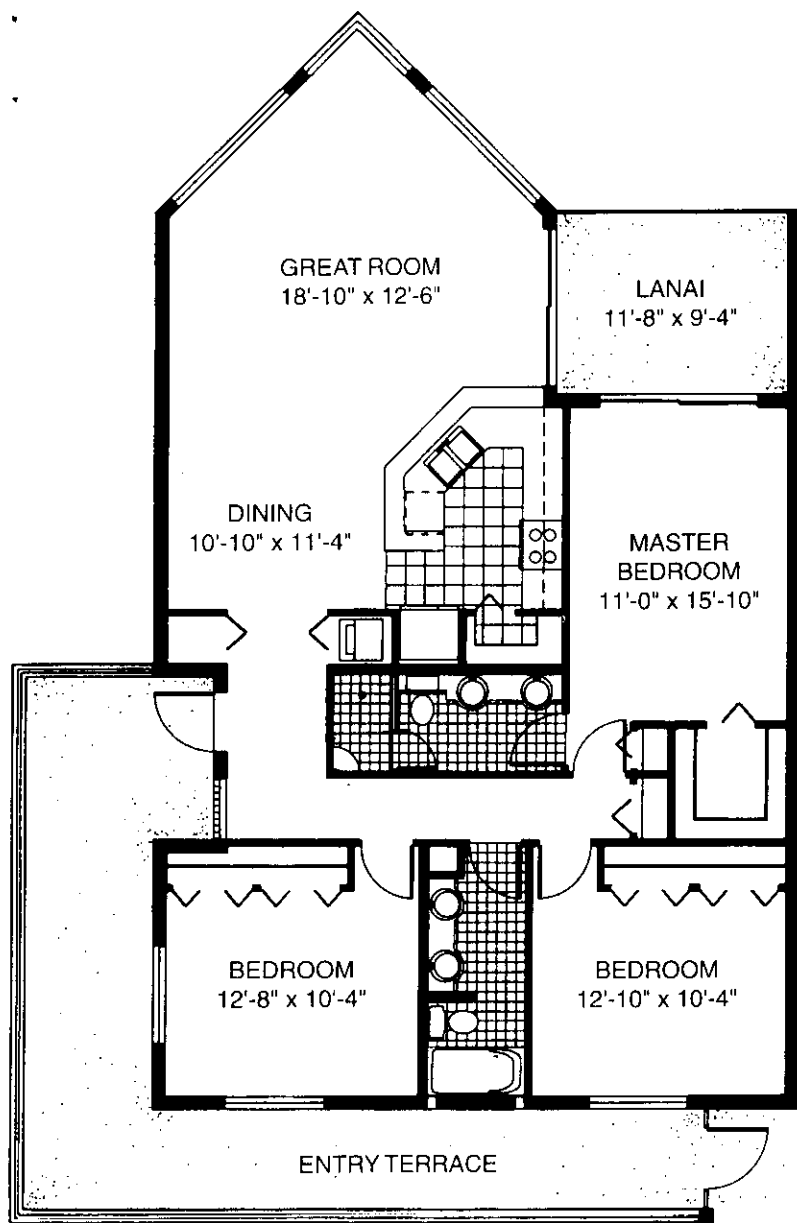 GREAT ROOM
18'-10" x 12'-6"
LANAI
11'-8" x 9'-4"
DINING
10'-10" x 11'-4"
MASTER
BEDROOM
11'-0" x 15'-10"
BEDROOM
12'-8" x 10'-4"
BEDROOM
12'-10" x 10'-4"
ENTRY TERRACE